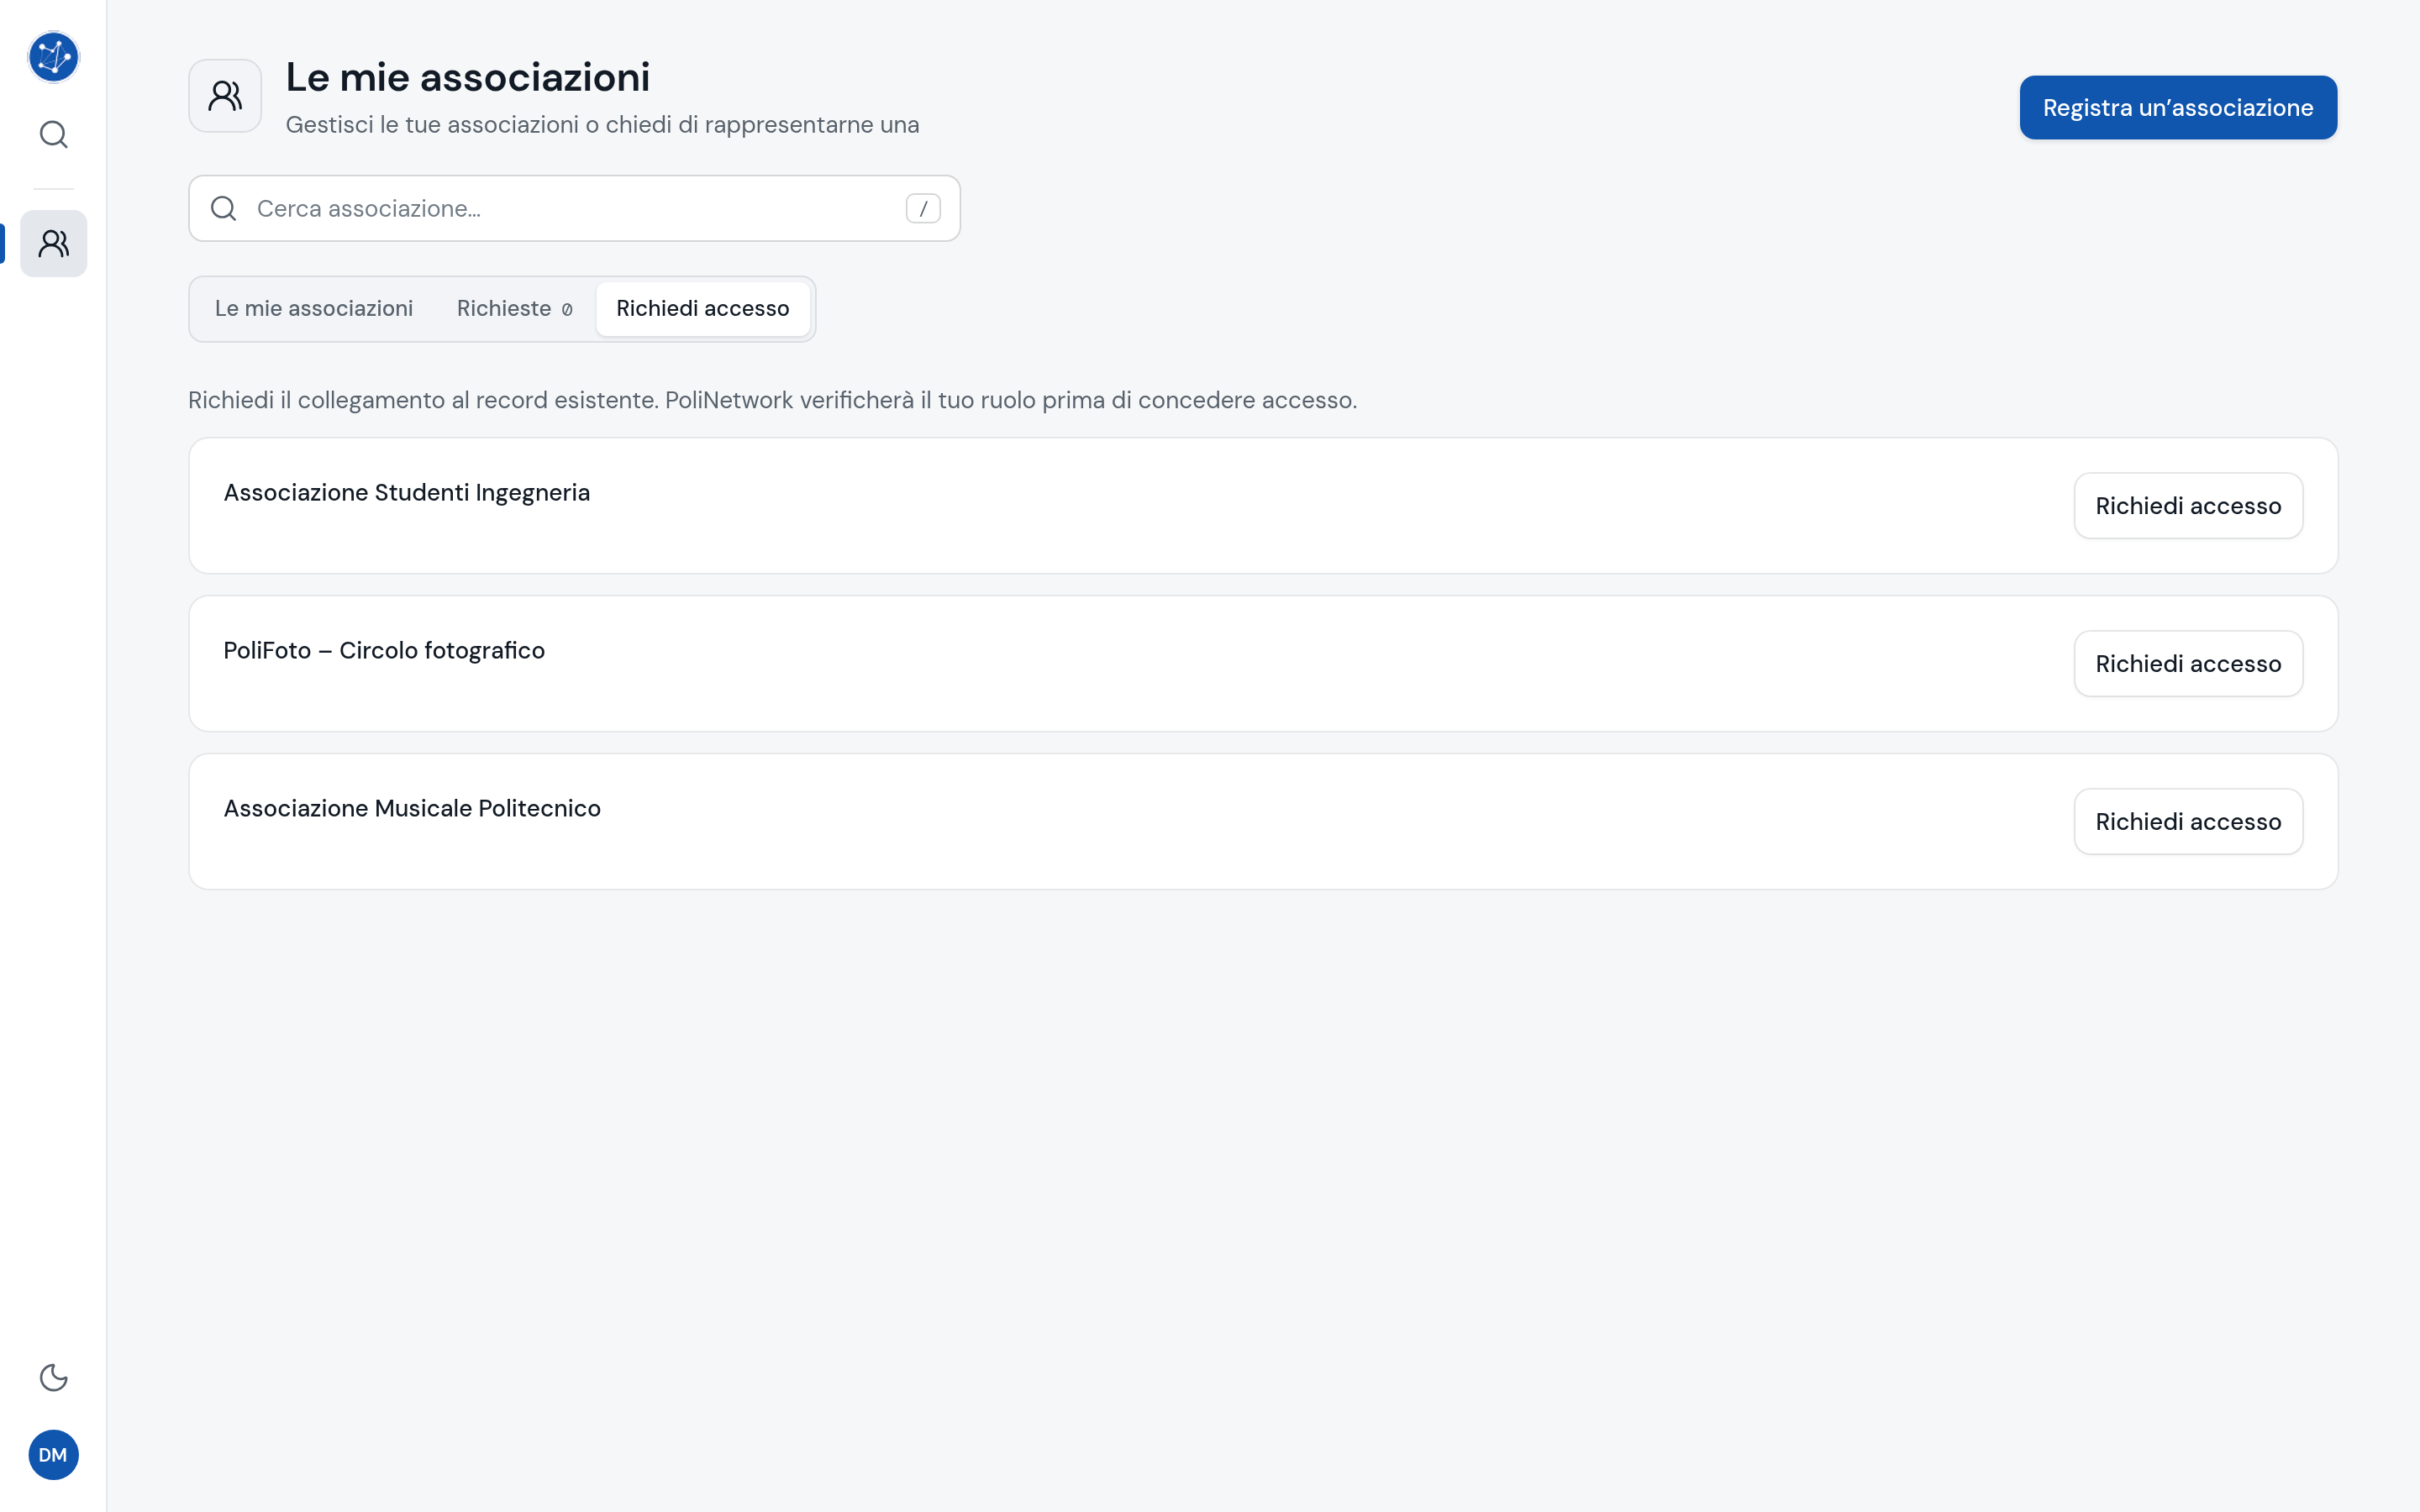 Le mie associazioni
Gestisci le tue associazioni o chiedi di rappresentarne una
Registra un’associazione
Cerca associazione...
/
Le mie associazioni
Richieste 0
Richiedi accesso
Richiedi il collegamento al record esistente. PoliNetwork verificherà il tuo ruolo prima di concedere accesso.
Associazione Studenti Ingegneria
Richiedi accesso
PoliFoto – Circolo fotografico
Richiedi accesso
Associazione Musicale Politecnico
Richiedi accesso
DM